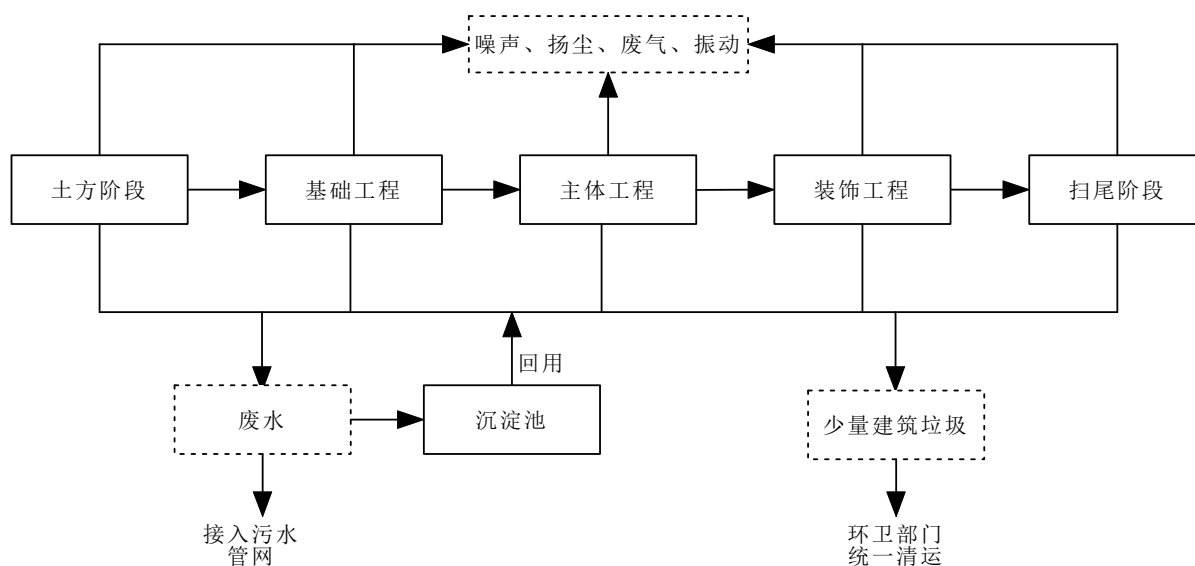 噪声、扬尘、废气、振动
土方阶段
基础工程
主体工程
装饰工程
扫尾阶段
回用
废水
沉淀池
少量建筑垃圾
接入污水
管网
环卫部门
统一清运